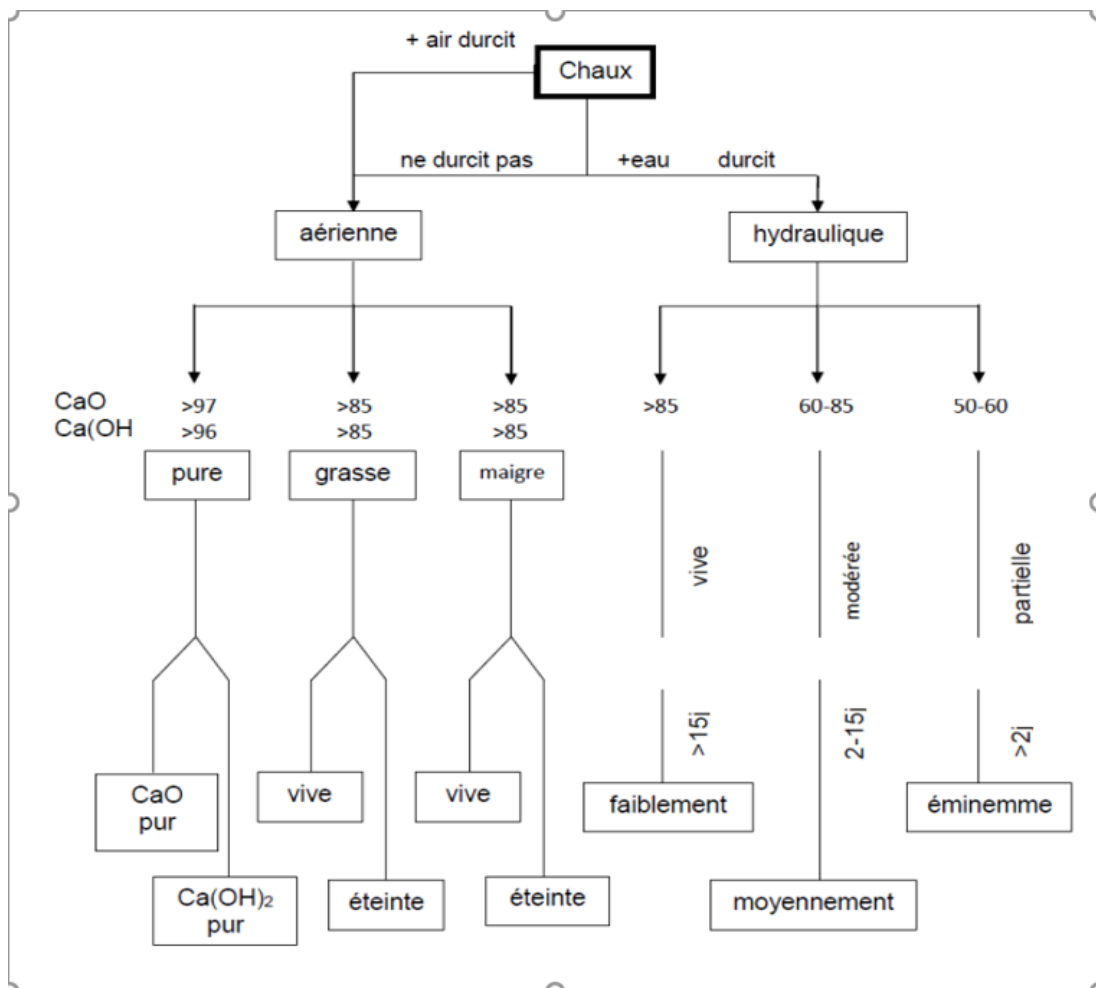 + air durcit
Chaux
ne durcit pas +eau durcit
aérienne
hydraulique
CaO >97 >85 >85 >85 60-85 50-60
Ca(OH >96 >85 >85
pure
grasse
maigre
vive
modérée
partielle
>15j
2-15j
>2j
CaO
pur
vive
vive
faiblement
éminemme
Ca(OH)₂
pur
éteinte
éteinte
moyennement